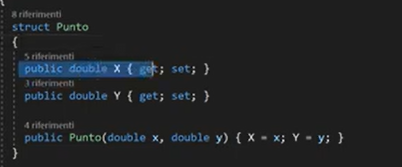 {
8 riferimenti
struct Punto
{
5 riferimenti
public double X { get; set; }
3 riferimenti
public double Y { get; set; }
4 riferimenti
public Punto(double x, double y) { X = x; Y = y; }
}